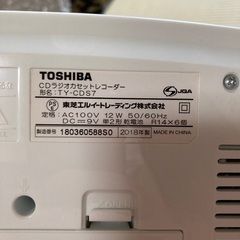 TOSHIBA
CDラジオカセットレコーダー
形名：TY-CDS7
JQA
PS
E
東芝エルイートレーディング株式会社
定格：AC100V 12W 50/60Hz
DC⎓9V 単2形乾電池 R14×6個
製造番号 180360588S0 2018年製
MADE IN CHINA